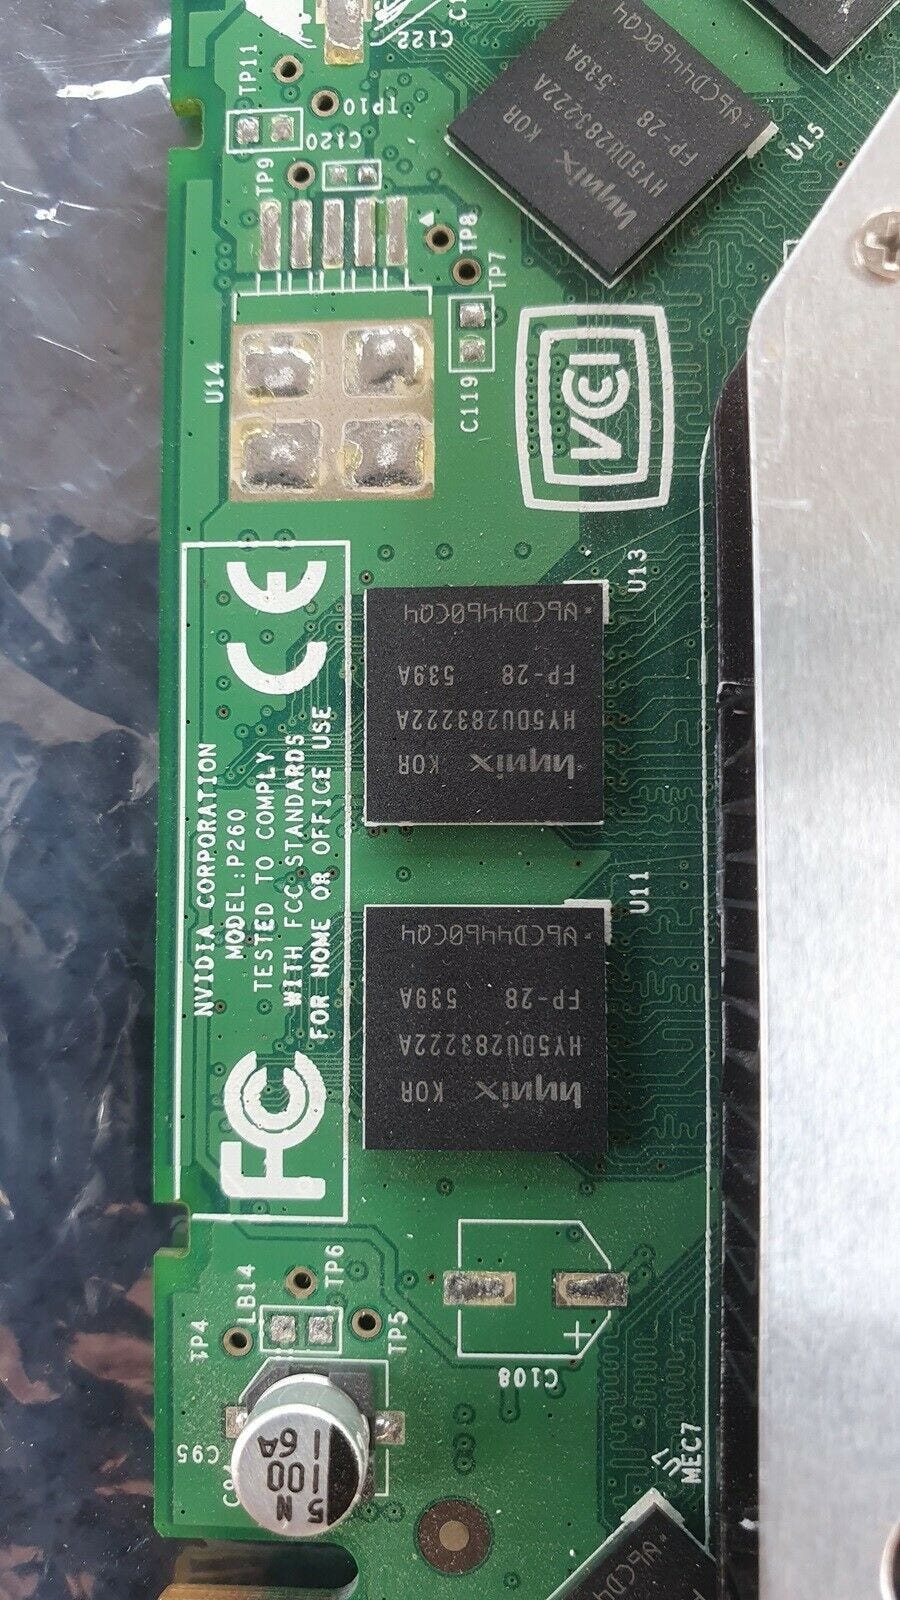 C122
TP11
TP10
C120
TP9
TP8
TP7
C119
U14
U15
hynix KOR
HY5DU283222A
FP-28 539A
VCCI
U13
hynix KOR
HY5DU283222A
FP-28 539A
CE
NVIDIA CORPORATION
MODEL:P260
TESTED TO COMPLY
WITH FCC STANDARDS
FOR HOME OR OFFICE USE
FC
U11
hynix KOR
HY5DU283222A
FP-28 539A
TP6
LB14
TP4
TP5
C108
+
C95
5 N
100
16A
MEC7